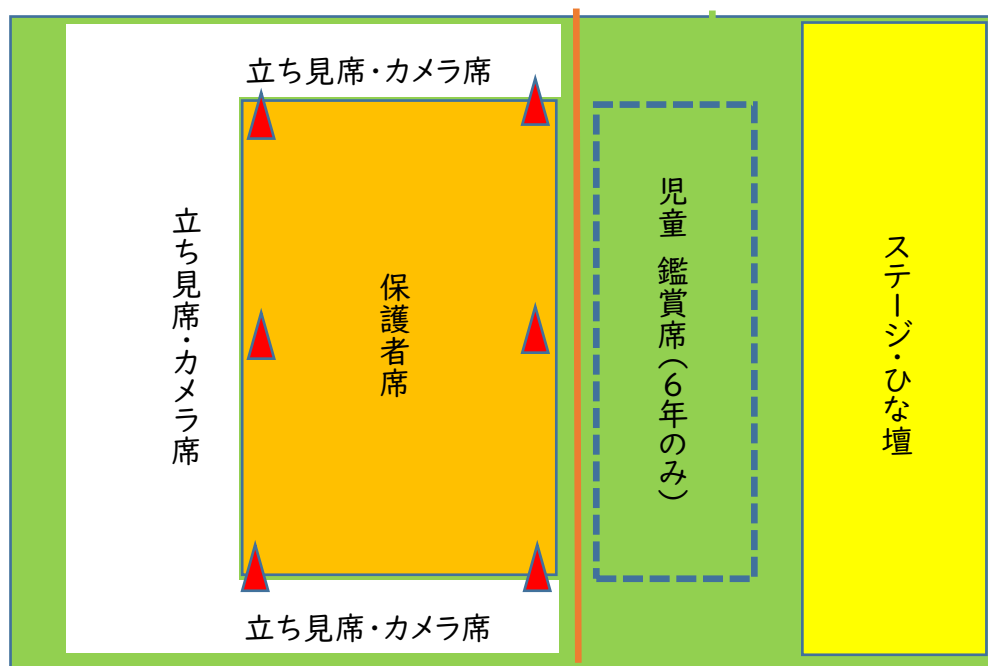 立ち見席・カメラ席
立ち見席・カメラ席
保護者席
児童 鑑賞席（６年のみ）
ステージ・ひな壇
立ち見席・カメラ席